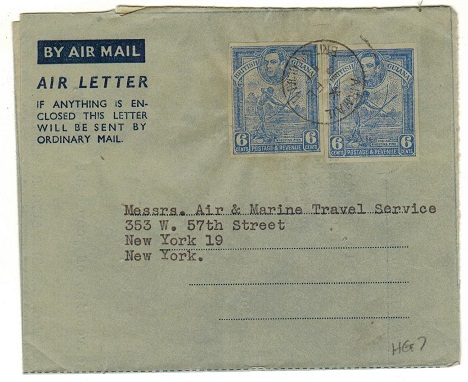 BY AIR MAIL
AIR LETTER
IF ANYTHING IS EN-
CLOSED THIS LETTER
WILL BE SENT BY
ORDINARY MAIL.
BRITISH GUIANA
6 CENTS
POSTAGE & REVENUE
6 CENTS
BRITISH GUIANA
6 CENTS
POSTAGE & REVENUE
6 CENTS
Messrs. Air & Marine Travel Service
353 W. 57th Street
New York 19
New York.
HG:7